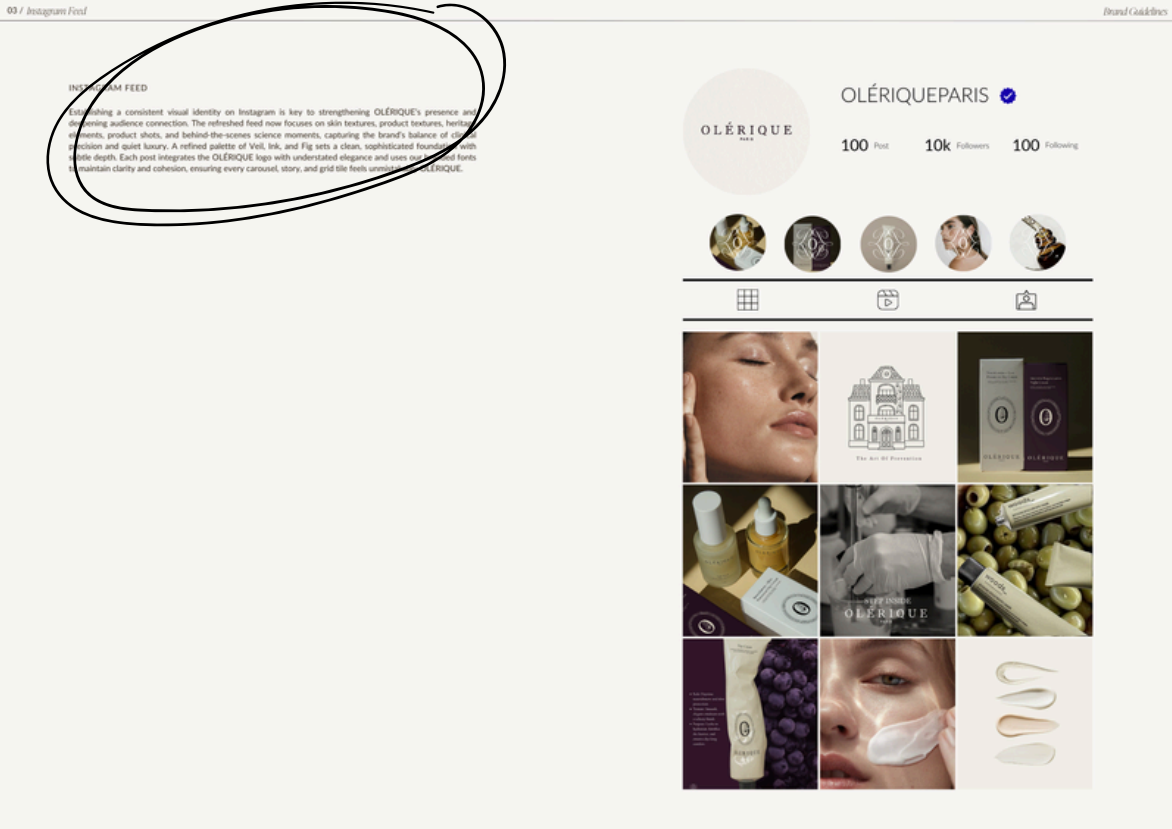 03 / Instagram Feed
Brand Guidelines
INSTAGRAM FEED
Establishing a consistent visual identity on Instagram is key to strengthening OLÉRIQUE's presence and
deepening audience connection. The refreshed feed now focuses on skin textures, product textures, heritage
elements, product shots, and behind-the-scenes science moments, capturing the brand's balance of clinical
precision and quiet luxury. A refined palette of Veil, Ink, and Fig sets a clean, sophisticated foundation with
subtle depth. Each post integrates the OLÉRIQUE logo with understated elegance and uses our branded fonts
to maintain clarity and cohesion, ensuring every carousel, story, and grid tile feels unmistakably OLÉRIQUE.
OLÉRIQUE
PARIS
OLÉRIQUEPARIS
100 Post
10k Followers
100 Following
The Art Of Prevention
OLÉRIQUE
OLÉRIQUE
STEP INSIDE
OLÉRIQUE
PARIS
OLÉRIQUE